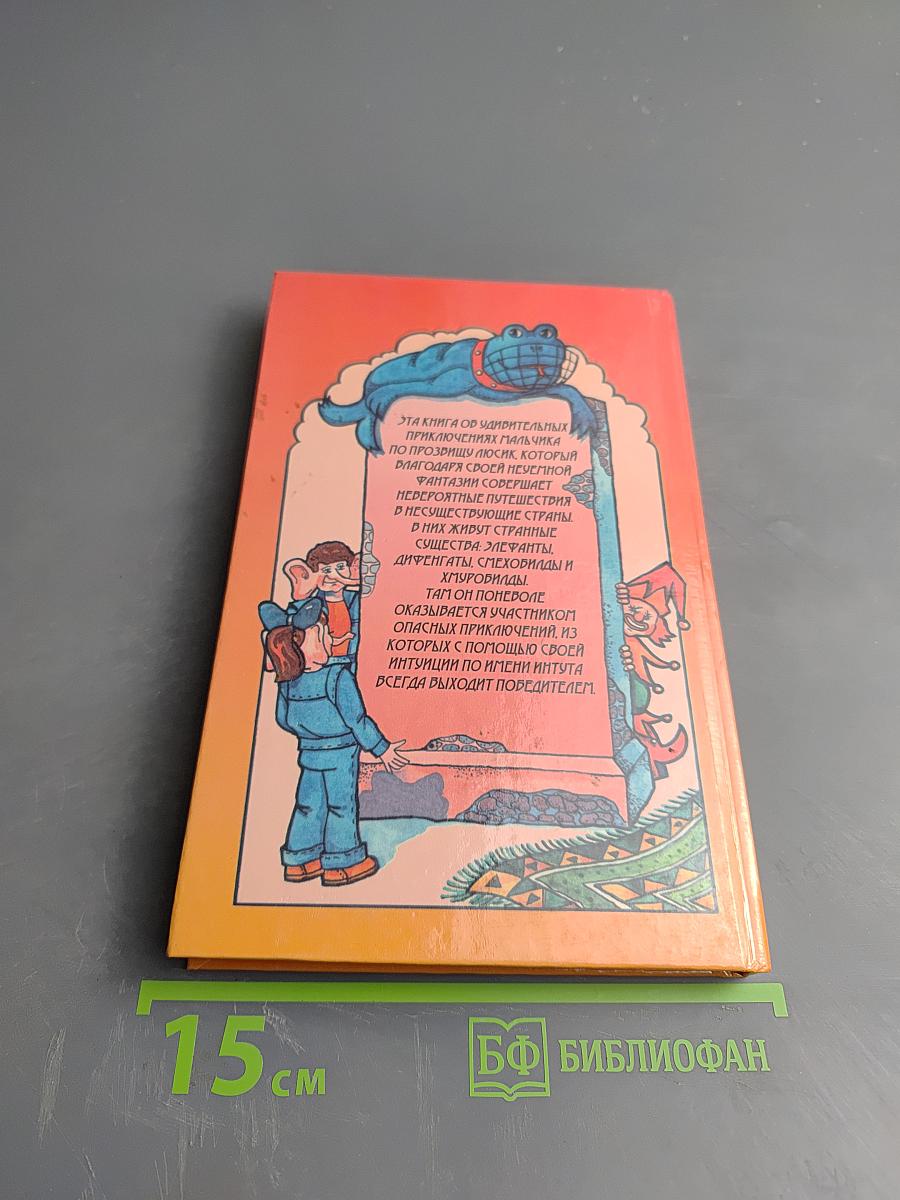 ЭТА КНИГА ОБ УДИВИТЕЛЬНЫХ
ПРИКЛЮЧЕНИЯХ МАЛЬЧИКА
ПО ПРОЗВИЩУ ЛЮСИК, КОТОРЫЙ
БЛАГОДАРЯ СВОЕЙ НЕУЕМНОЙ
ФАНТАЗИИ СОВЕРШАЕТ
НЕВЕРОЯТНЫЕ ПУТЕШЕСТВИЯ
В НЕСУЩЕСТВУЮЩИЕ СТРАНЫ.
В НИХ ЖИВУТ СТРАННЫЕ
СУЩЕСТВА: ЭЛЕФАНТЫ,
ДИФЕНГАТЫ, СМЕХОВИЛДЫ И
ХМУРОВИЛДЫ.
ТАМ ОН ПОНЕВОЛЕ
ОКАЗЫВАЕТСЯ УЧАСТНИКОМ
ОПАСНЫХ ПРИКЛЮЧЕНИЙ, ИЗ
КОТОРЫХ С ПОМОЩЬЮ СВОЕЙ
ИНТУИЦИИ ПО ИМЕНИ ИНТУТА
ВСЕГДА ВЫХОДИТ ПОБЕДИТЕЛЕМ.
15 см
БФ БИБЛИОФАН